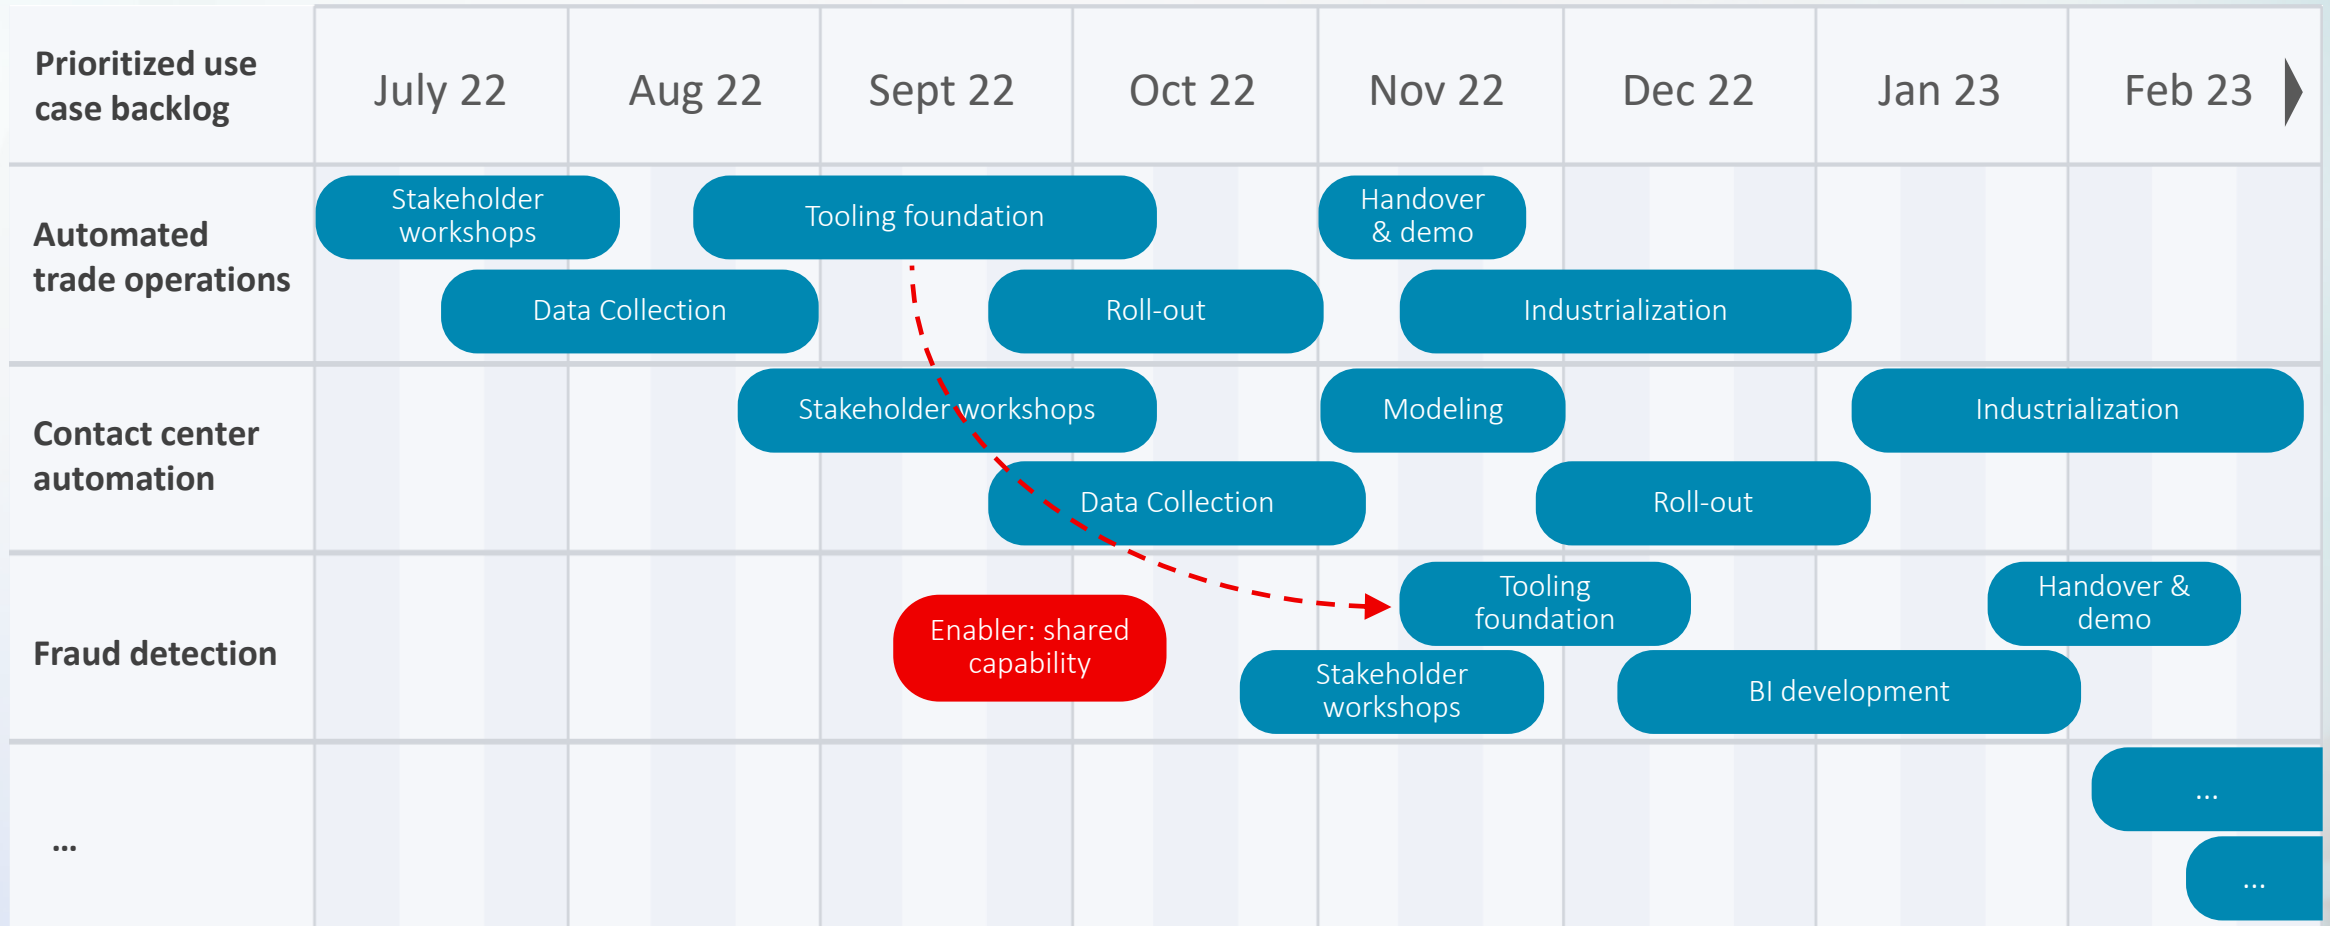 Prioritized use
case backlog
July 22
Aug 22
Sept 22
Oct 22
Nov 22
Dec 22
Jan 23
Feb 23
Automated
trade operations
Stakeholder
workshops
Tooling foundation
Handover
& demo
Data Collection
Roll-out
Industrialization
Contact center
automation
Stakeholder workshops
Modeling
Industrialization
Data Collection
Roll-out
Fraud detection
Enabler: shared
capability
Tooling
foundation
Handover &
demo
Stakeholder
workshops
BI development
...
...
...